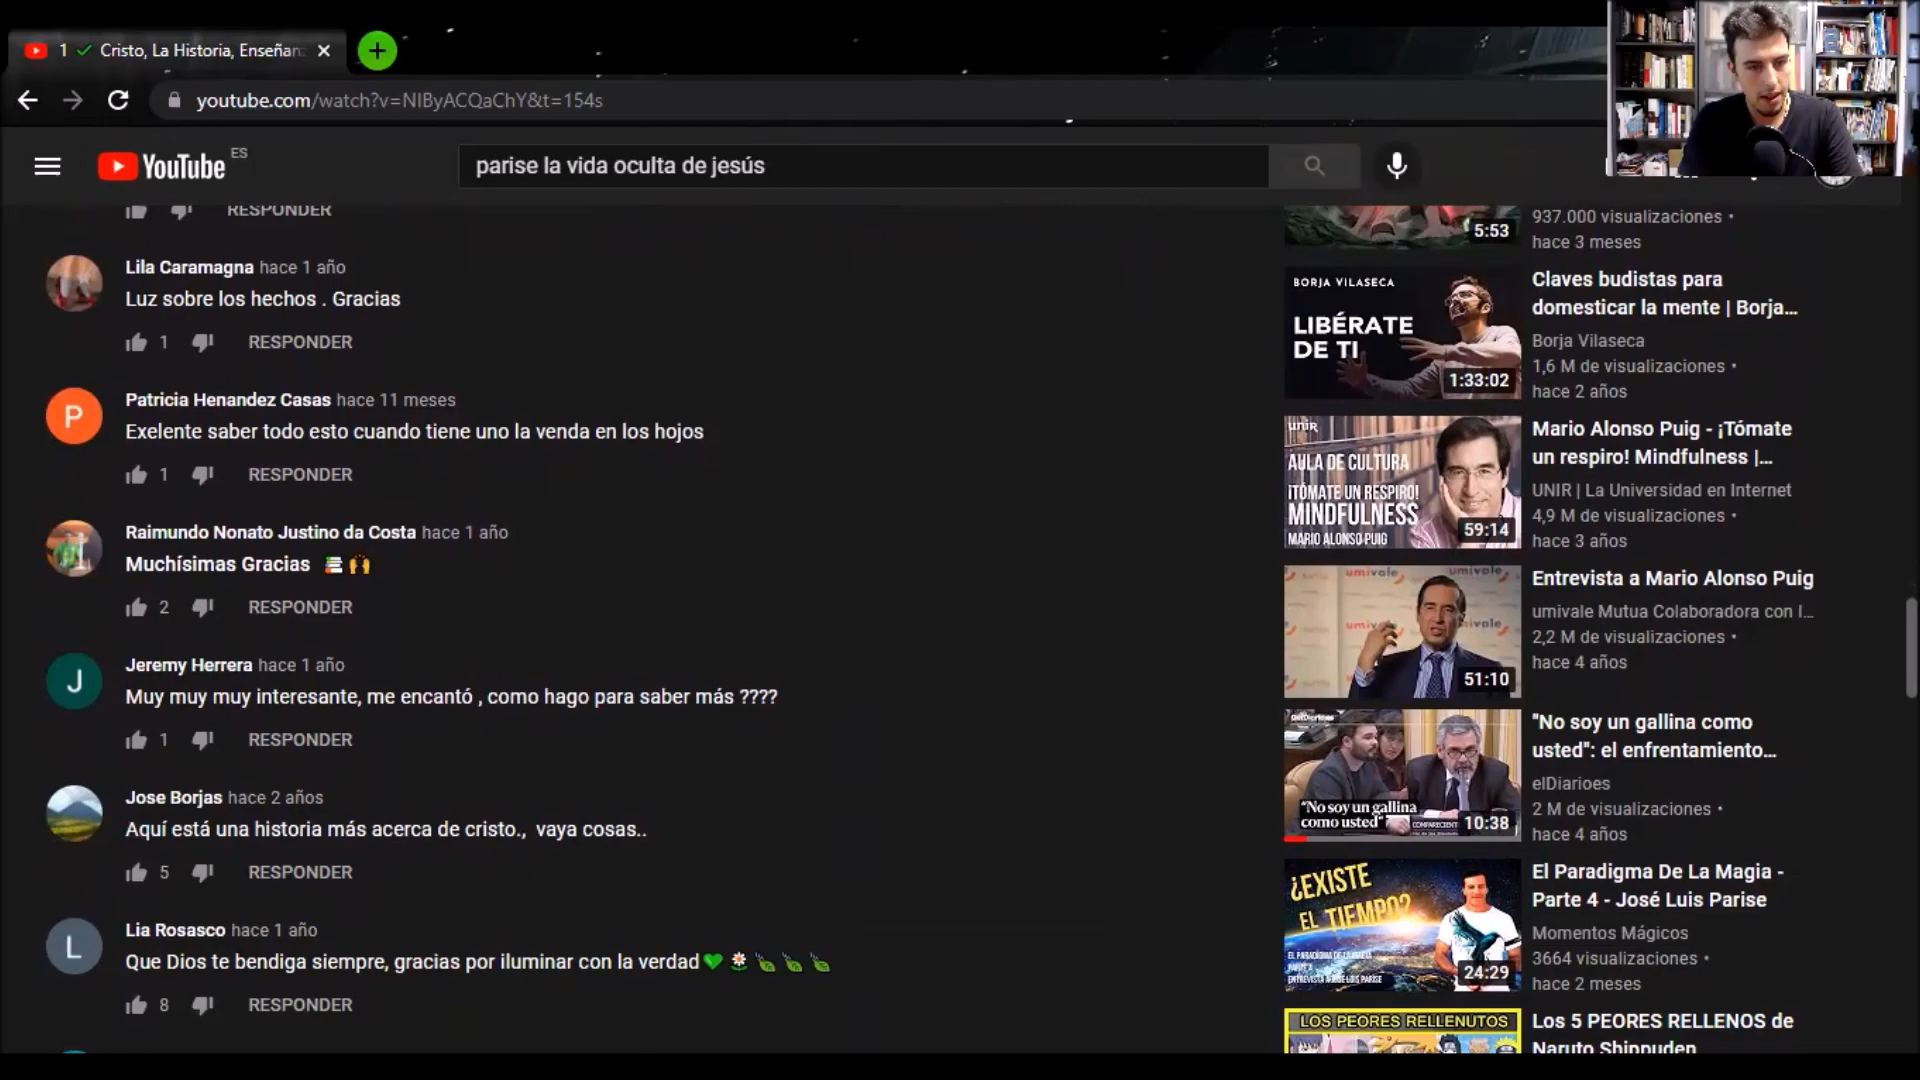 1 ✓ Cristo, La Historia, Enseñan
youtube.com/watch?v=NIByACQaChY&t=154s
YouTube ES
parise la vida oculta de jesús
RESPONDER
Lila Caramagna hace 1 año
Luz sobre los hechos . Gracias
1 RESPONDER
Patricia Henandez Casas hace 11 meses
Exelente saber todo esto cuando tiene uno la venda en los hojos
1 RESPONDER
Raimundo Nonato Justino da Costa hace 1 año
Muchísimas Gracias 📚🙌
2 RESPONDER
Jeremy Herrera hace 1 año
Muy muy muy interesante, me encantó , como hago para saber más ????
1 RESPONDER
Jose Borjas hace 2 años
Aquí está una historia más acerca de cristo., vaya cosas..
5 RESPONDER
Lia Rosasco hace 1 año
Que Dios te bendiga siempre, gracias por iluminar con la verdad💚🌼🍃🍃🍃
8 RESPONDER
P
J
L
5:53
937.000 visualizaciones •
hace 3 meses
BORJA VILASECA
LIBÉRATE
DE TI
1:33:02
Claves budistas para
domesticar la mente | Borja...
Borja Vilaseca
1,6 M de visualizaciones •
hace 2 años
unir
AULA DE CULTURA
¡TÓMATE UN RESPIRO!
MINDFULNESS
MARIO ALONSO PUIG
59:14
Mario Alonso Puig - ¡Tómate
un respiro! Mindfulness |...
UNIR | La Universidad en Internet
4,9 M de visualizaciones •
hace 3 años
umivale umivale
umivale
51:10
Entrevista a Mario Alonso Puig
umivale Mutua Colaboradora con l...
2,2 M de visualizaciones •
hace 4 años
"No soy un gallina
como usted"
10:38
"No soy un gallina como
usted": el enfrentamiento...
elDiarioes
2 M de visualizaciones •
hace 4 años
¿EXISTE
EL TIEMPO?
24:29
El Paradigma De La Magia -
Parte 4 - José Luis Parise
Momentos Mágicos
3664 visualizaciones •
hace 2 meses
LOS PEORES RELLENUTOS
Los 5 PEORES RELLENOS de
Naruto Shippuden